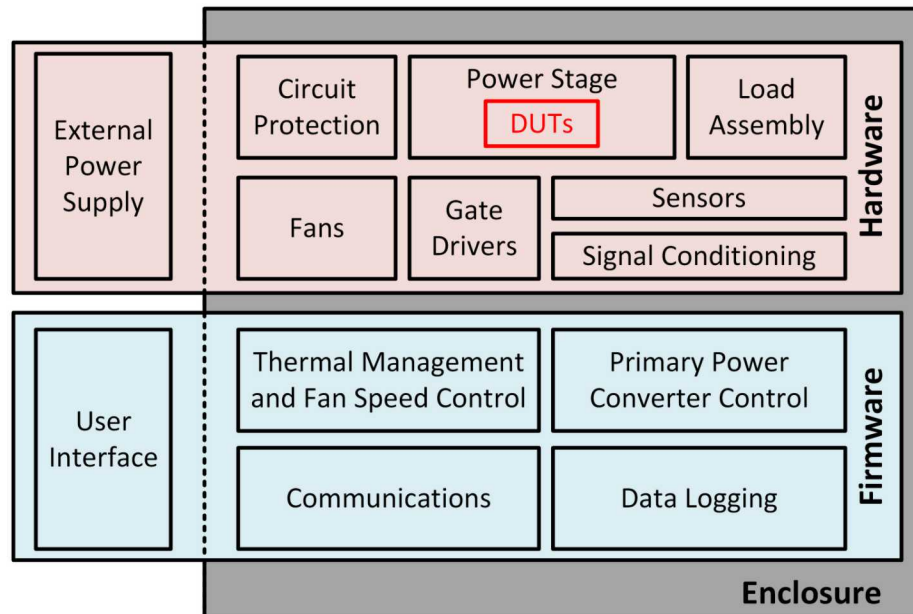 External
Power
Supply
Circuit
Protection
Power Stage
DUTs
Load
Assembly
Fans
Gate
Drivers
Sensors
Signal Conditioning
Hardware
User
Interface
Thermal Management
and Fan Speed Control
Primary Power
Converter Control
Communications
Data Logging
Firmware
Enclosure